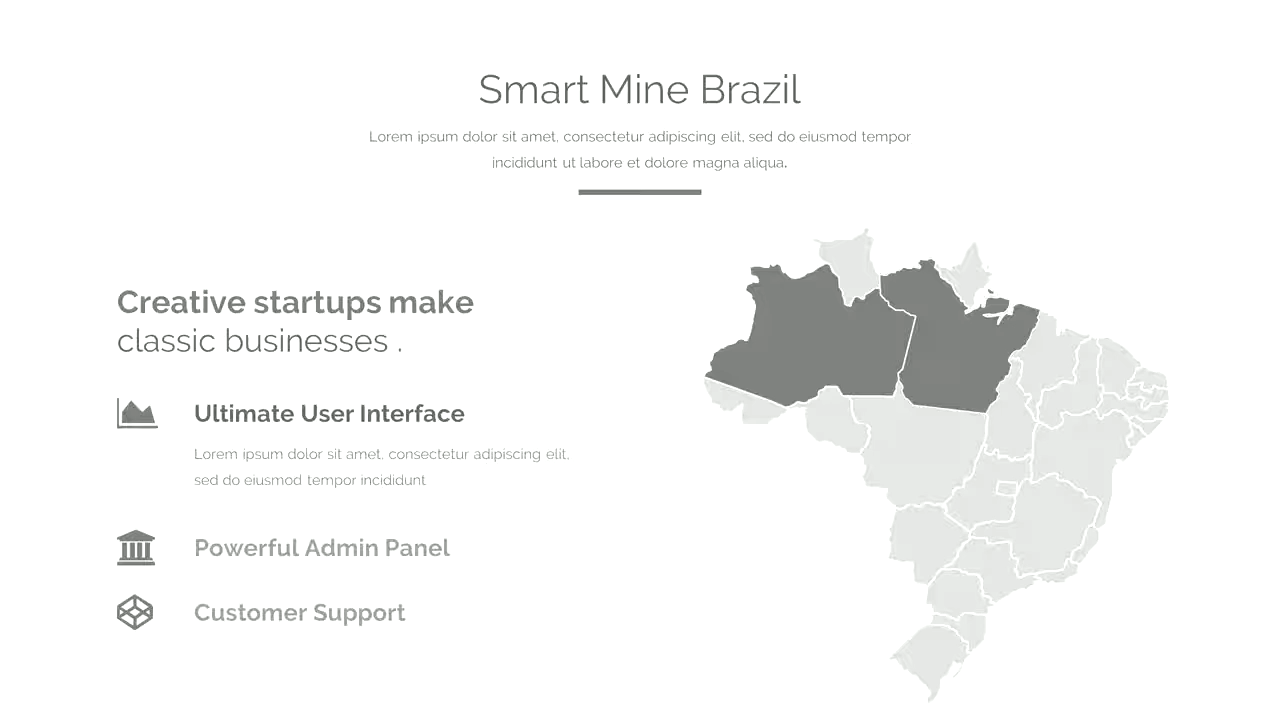 Smart Mine Brazil
Lorem ipsum dolor sit amet, consectetur adipiscing elit, sed do eiusmod tempor
incididunt ut labore et dolore magna aliqua.
Creative startups make
classic businesses .
Ultimate User Interface
Lorem ipsum dolor sit amet, consectetur adipiscing elit,
sed do eiusmod tempor incididunt
Powerful Admin Panel
Customer Support